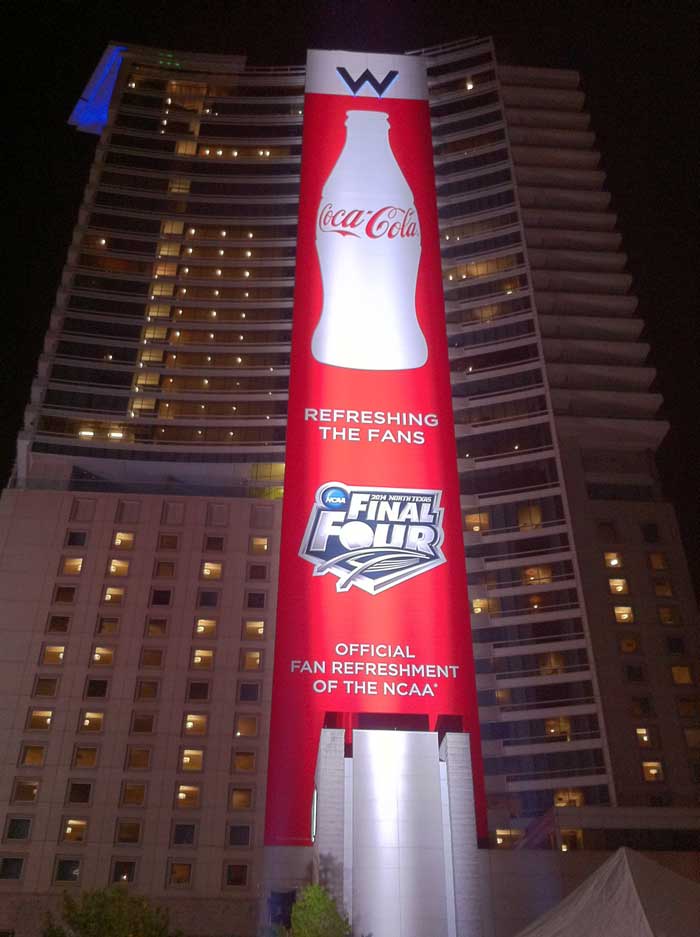 W
Coca-Cola
REFRESHING
THE FANS
NCAA
2014 NORTH TEXAS
FINAL
FOUR
OFFICIAL
FAN REFRESHMENT
OF THE NCAA®